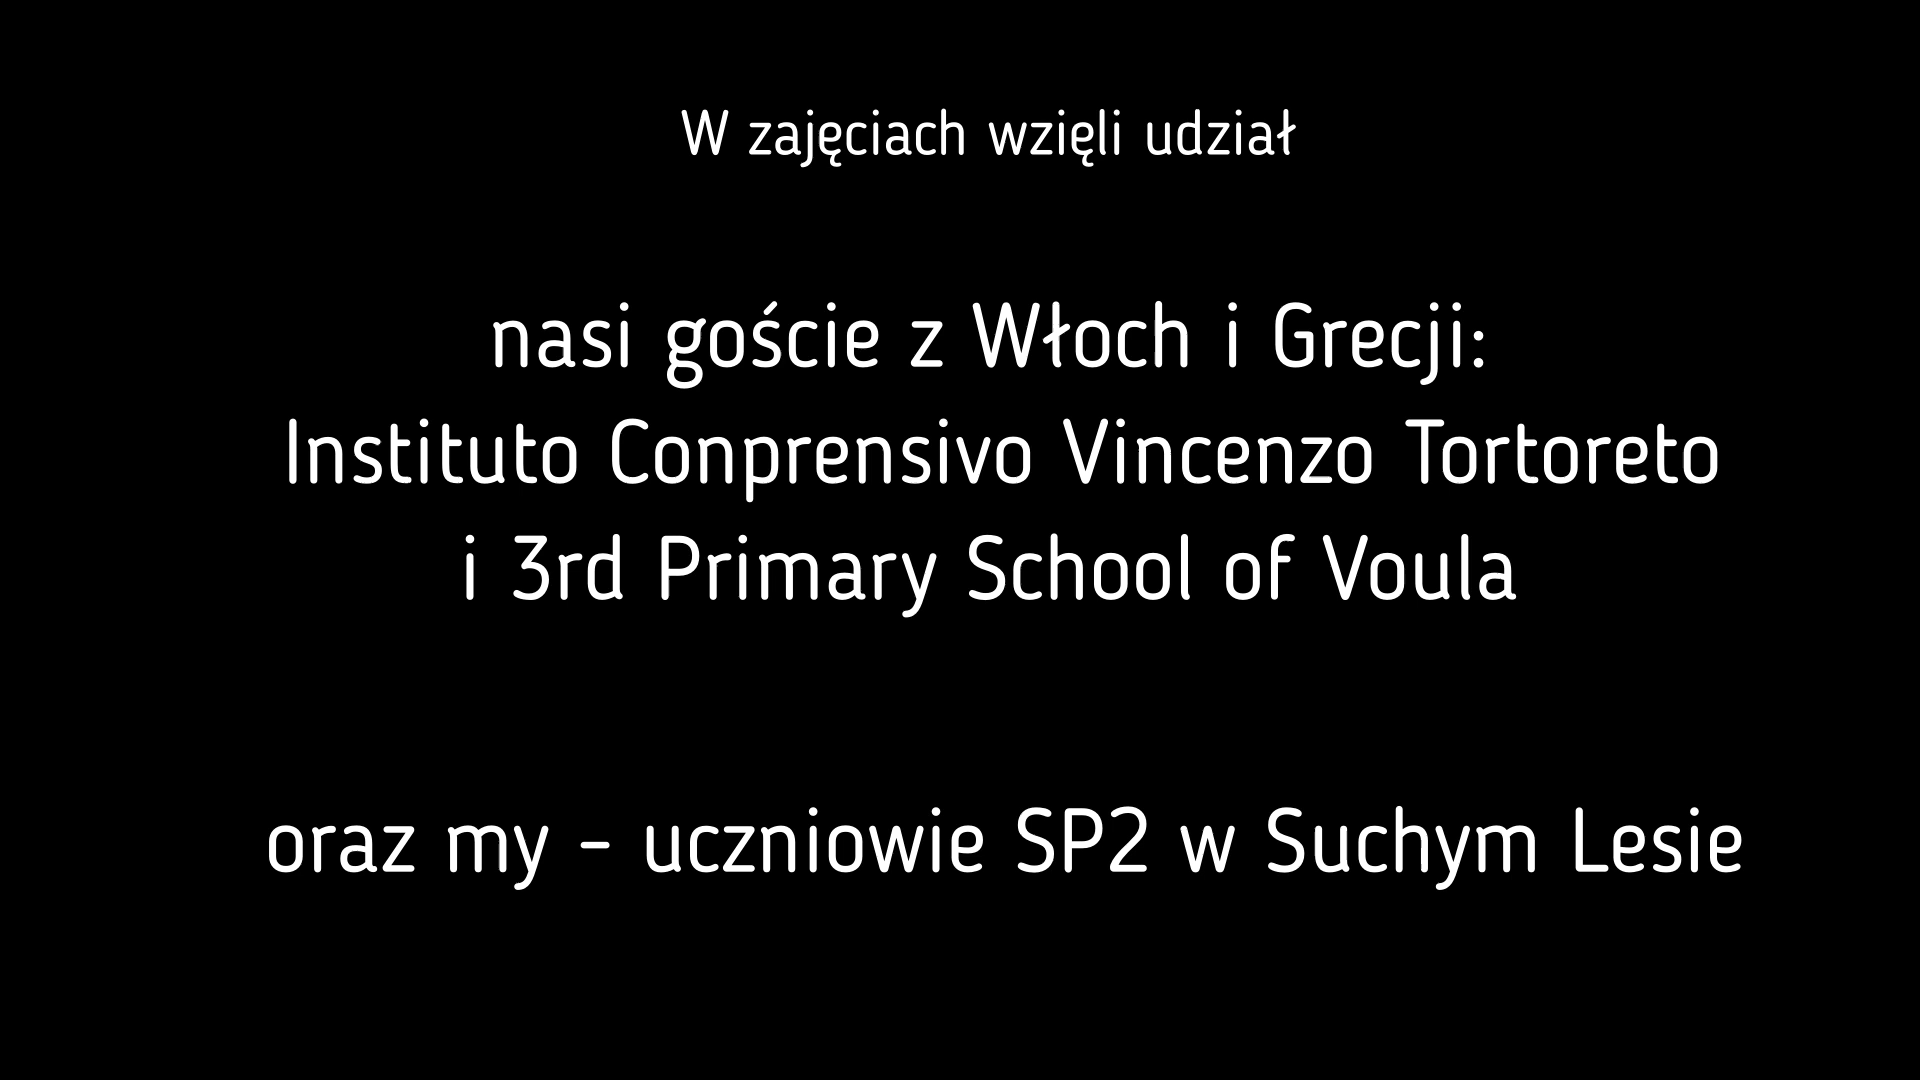 W zajęciach wzięli udział
nasi goście z Włoch i Grecji:
Instituto Conprensivo Vincenzo Tortoreto
i 3rd Primary School of Voula
oraz my - uczniowie SP2 w Suchym Lesie